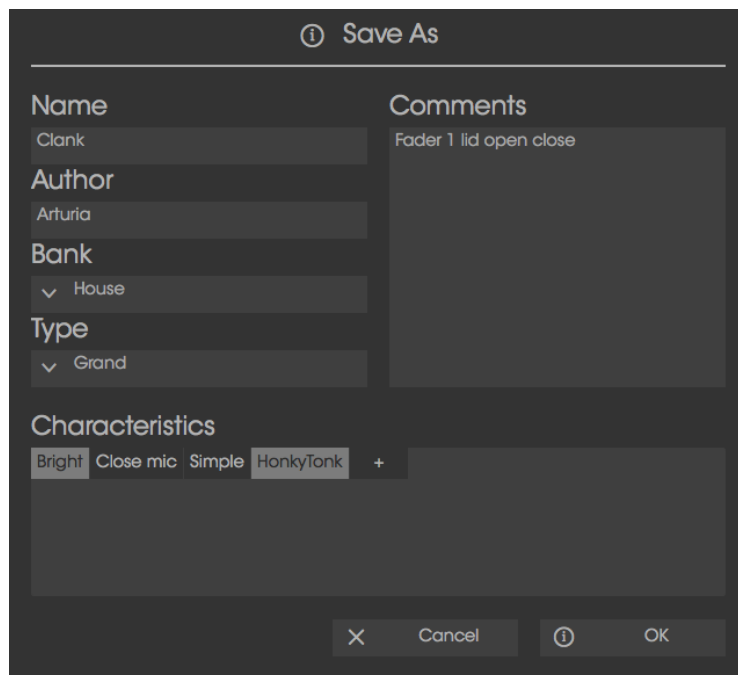 Save As
Name
Clank
Author
Arturia
Bank
House
Type
Grand
Comments
Fader 1 lid open close
Characteristics
Bright Close mic Simple HonkyTonk +
Cancel OK